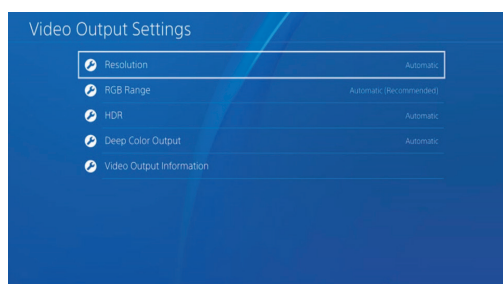 Video Output Settings
Resolution Automatic
RGB Range Automatic (Recommended)
HDR Automatic
Deep Color Output Automatic
Video Output Information